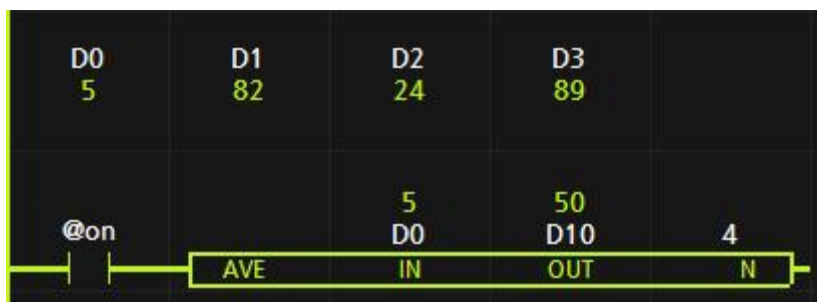 D0 D1 D2 D3
5 82 24 89
5 50
@on D0 D10 4
AVE IN OUT N